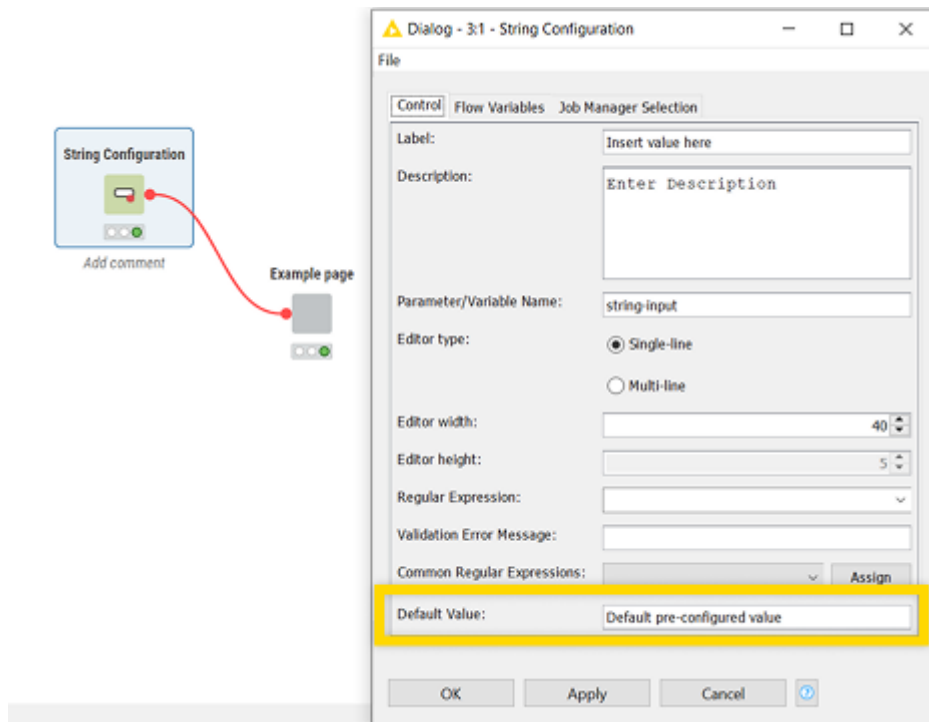 Dialog - 3:1 - String Configuration
File
Control Flow Variables Job Manager Selection
Label: Insert value here
Description: Enter Description
Parameter/Variable Name: string-input
Editor type: Single-line
Multi-line
Editor width: 40
Editor height: 5
Regular Expression:
Validation Error Message:
Common Regular Expressions: Assign
Default Value: Default pre-configured value
OK Apply Cancel ?
String Configuration
Add comment
Example page